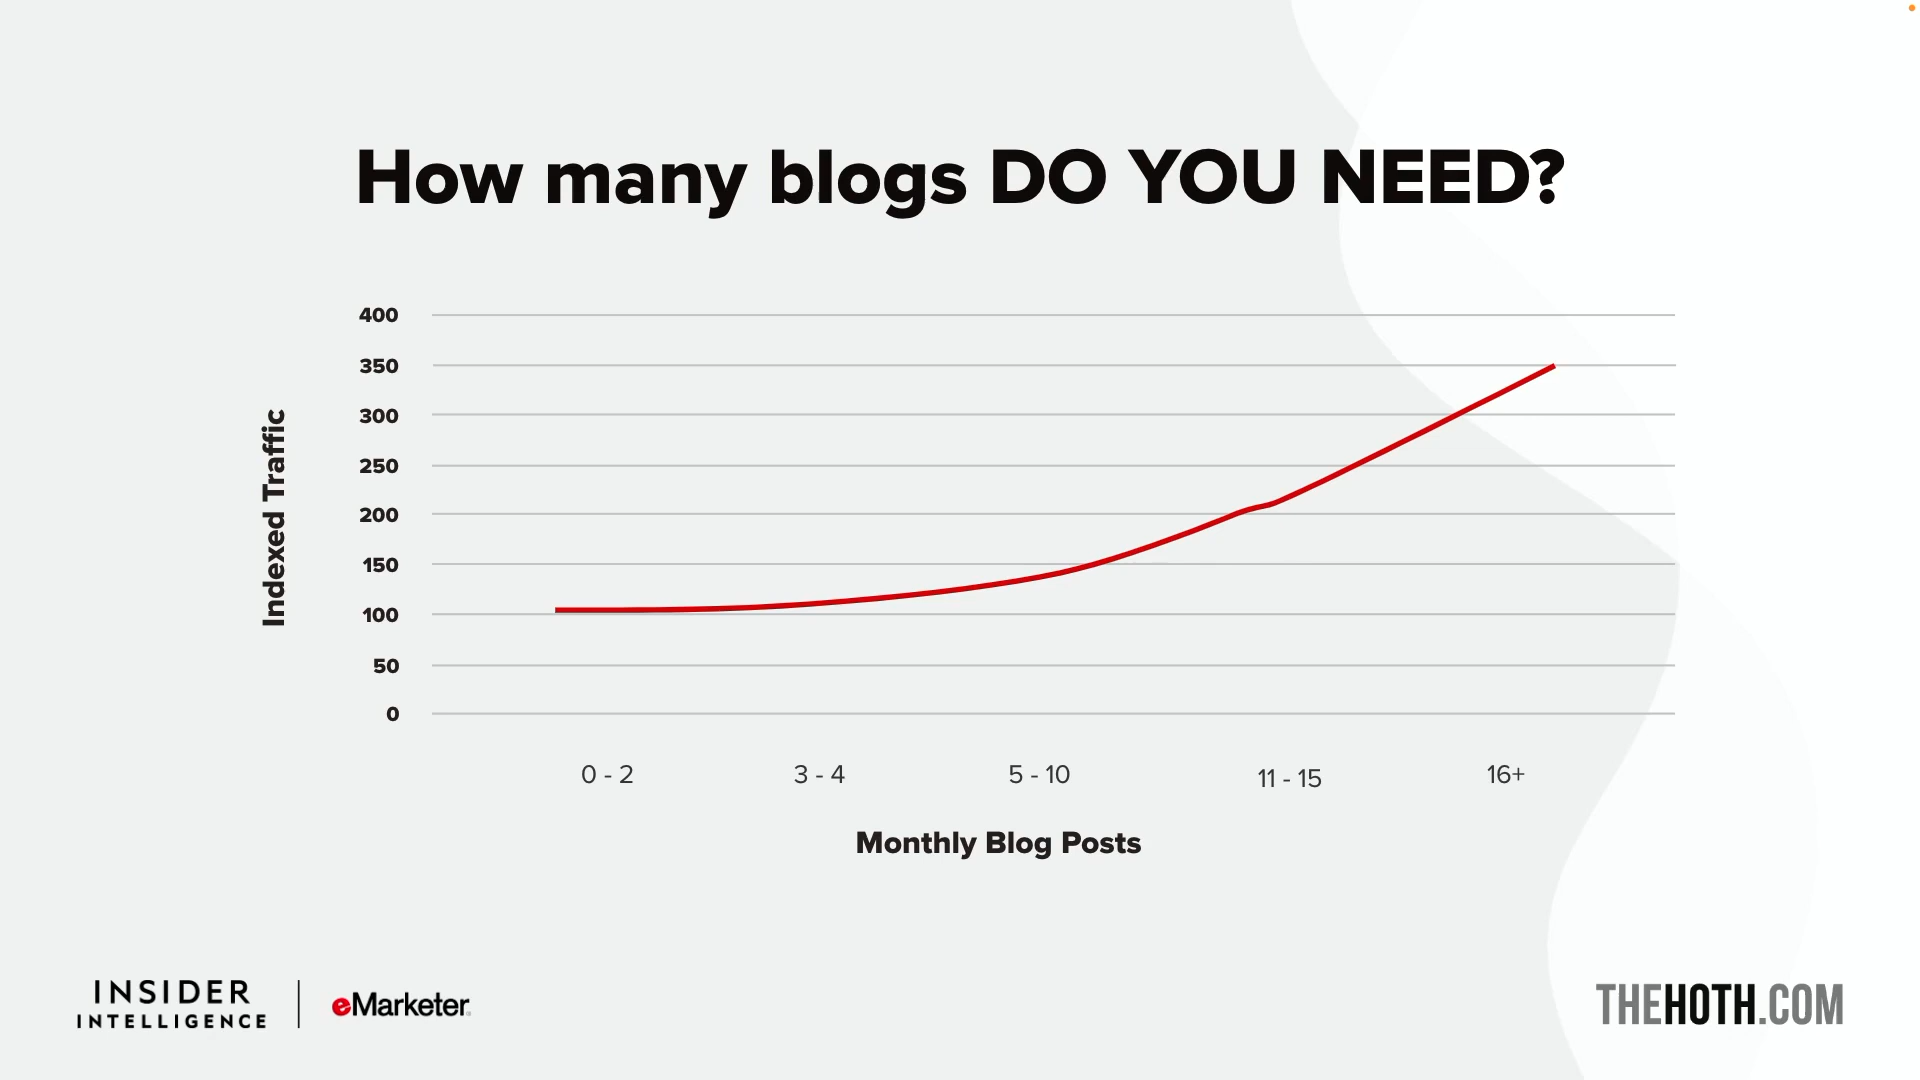 How many blogs DO YOU NEED?
400
350
300
250
200
150
100
50
0
Indexed Traffic
0 - 2
3 - 4
5 - 10
11 - 15
16+
Monthly Blog Posts
INSIDER
INTELLIGENCE
eMarketer
THEHOTH.COM